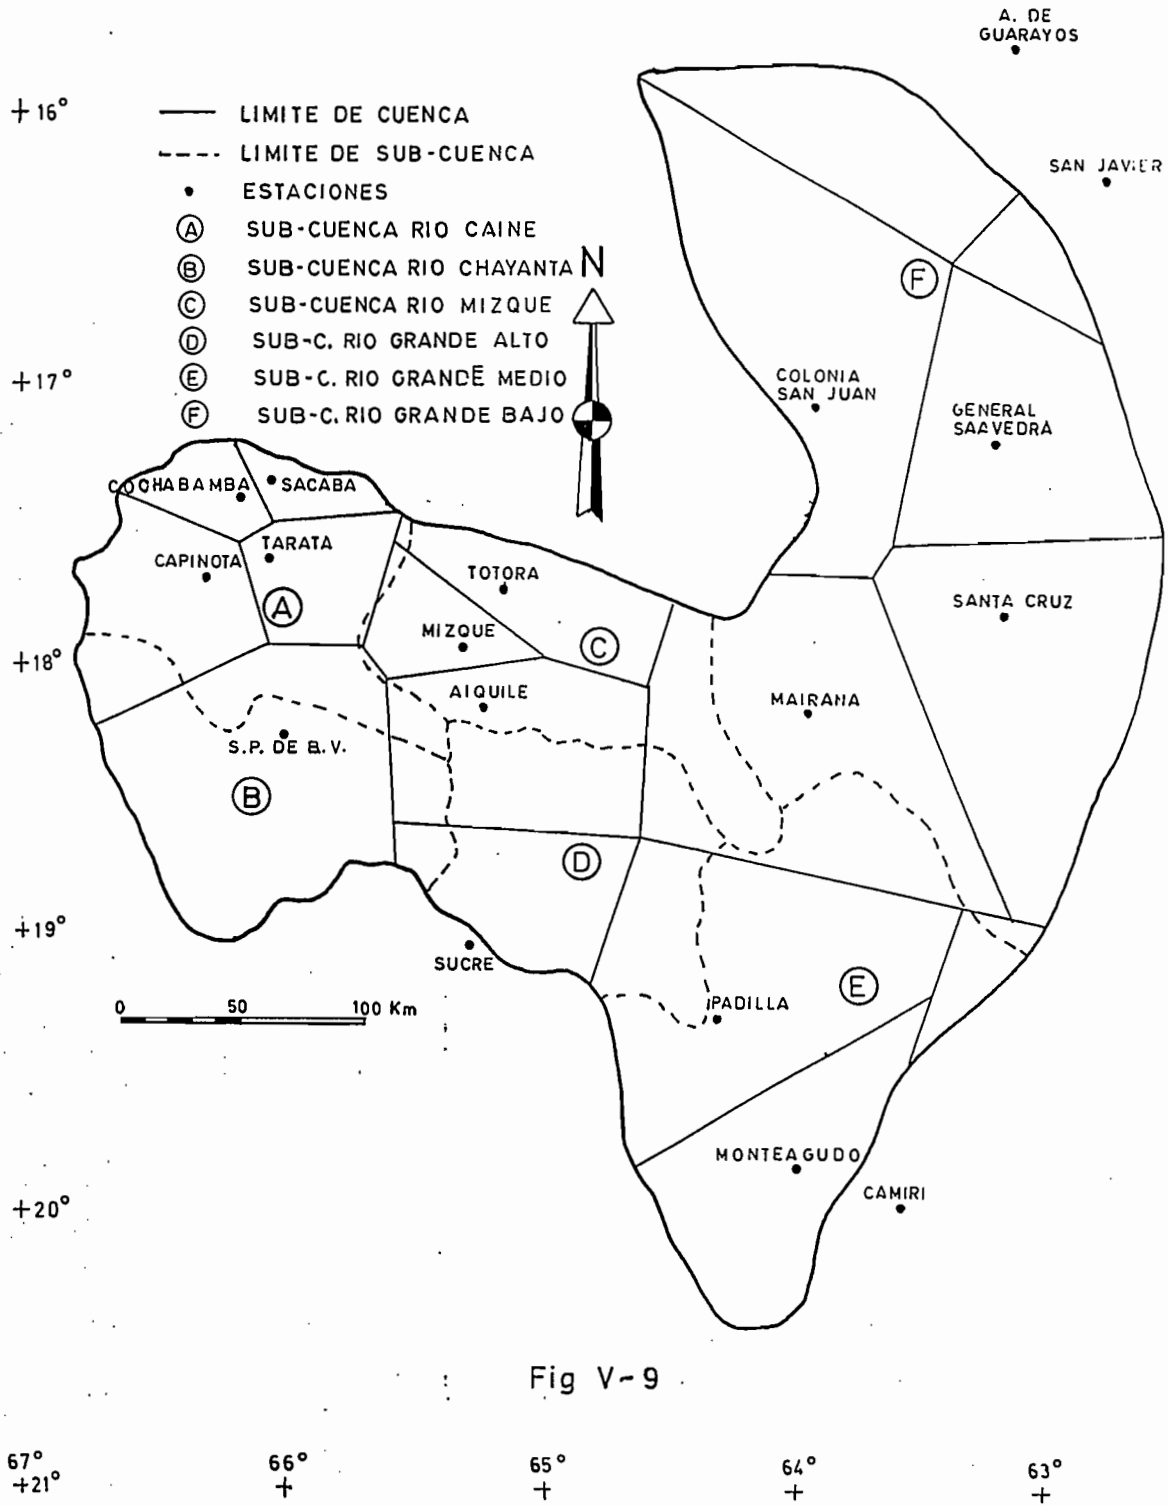 A. DE
GUARAYOS
+ 16°
LIMITE DE CUENCA
LIMITE DE SUB-CUENCA
ESTACIONES
A SUB-CUENCA RIO CAINE
B SUB-CUENCA RIO CHAYANTA
C SUB-CUENCA RIO MIZQUE
D SUB-C. RIO GRANDE ALTO
E SUB-C. RIO GRANDE MEDIO
F SUB-C. RIO GRANDE BAJO
N
SAN JAVIER
F
+17°
COLONIA
SAN JUAN
GENERAL
SAAVEDRA
COCHABAMBA
SACABA
TARATA
CAPINOTA
TOTORA
A
SANTA CRUZ
MIZQUE
C
+18°
AIQUILE
MAIRANA
S.P. DE B.V.
B
D
+19°
SUCRE
E
PADILLA
0 50 100 Km
MONTEAGUDO
CAMIRI
+20°
Fig V-9
67°
+21°
66°
+
65°
+
64°
+
63°
+